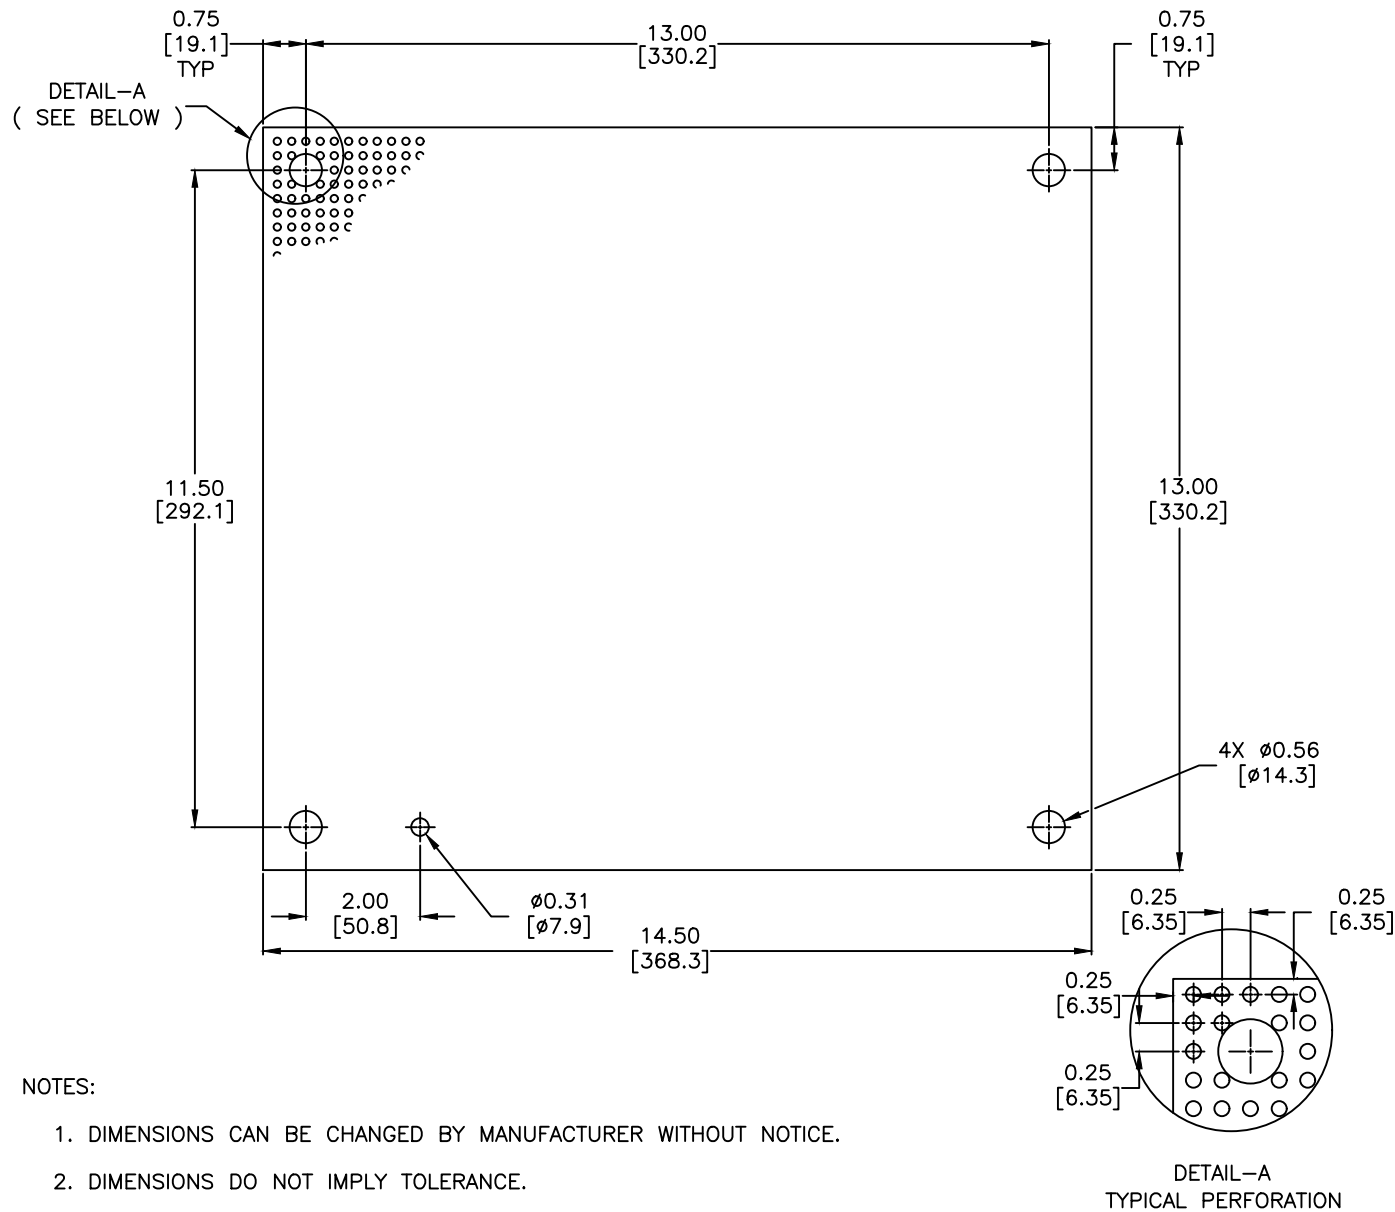 0.75
[19.1]
TYP
13.00
[330.2]
0.75
[19.1]
TYP
DETAIL–A
( SEE BELOW )
11.50
[292.1]
13.00
[330.2]
4X ø0.56
[ø14.3]
2.00
[50.8]
ø0.31
[ø7.9]
14.50
[368.3]
0.25
[6.35]
0.25
[6.35]
0.25
[6.35]
0.25
[6.35]
NOTES:
1. DIMENSIONS CAN BE CHANGED BY MANUFACTURER WITHOUT NOTICE.
2. DIMENSIONS DO NOT IMPLY TOLERANCE.
DETAIL–A
TYPICAL PERFORATION